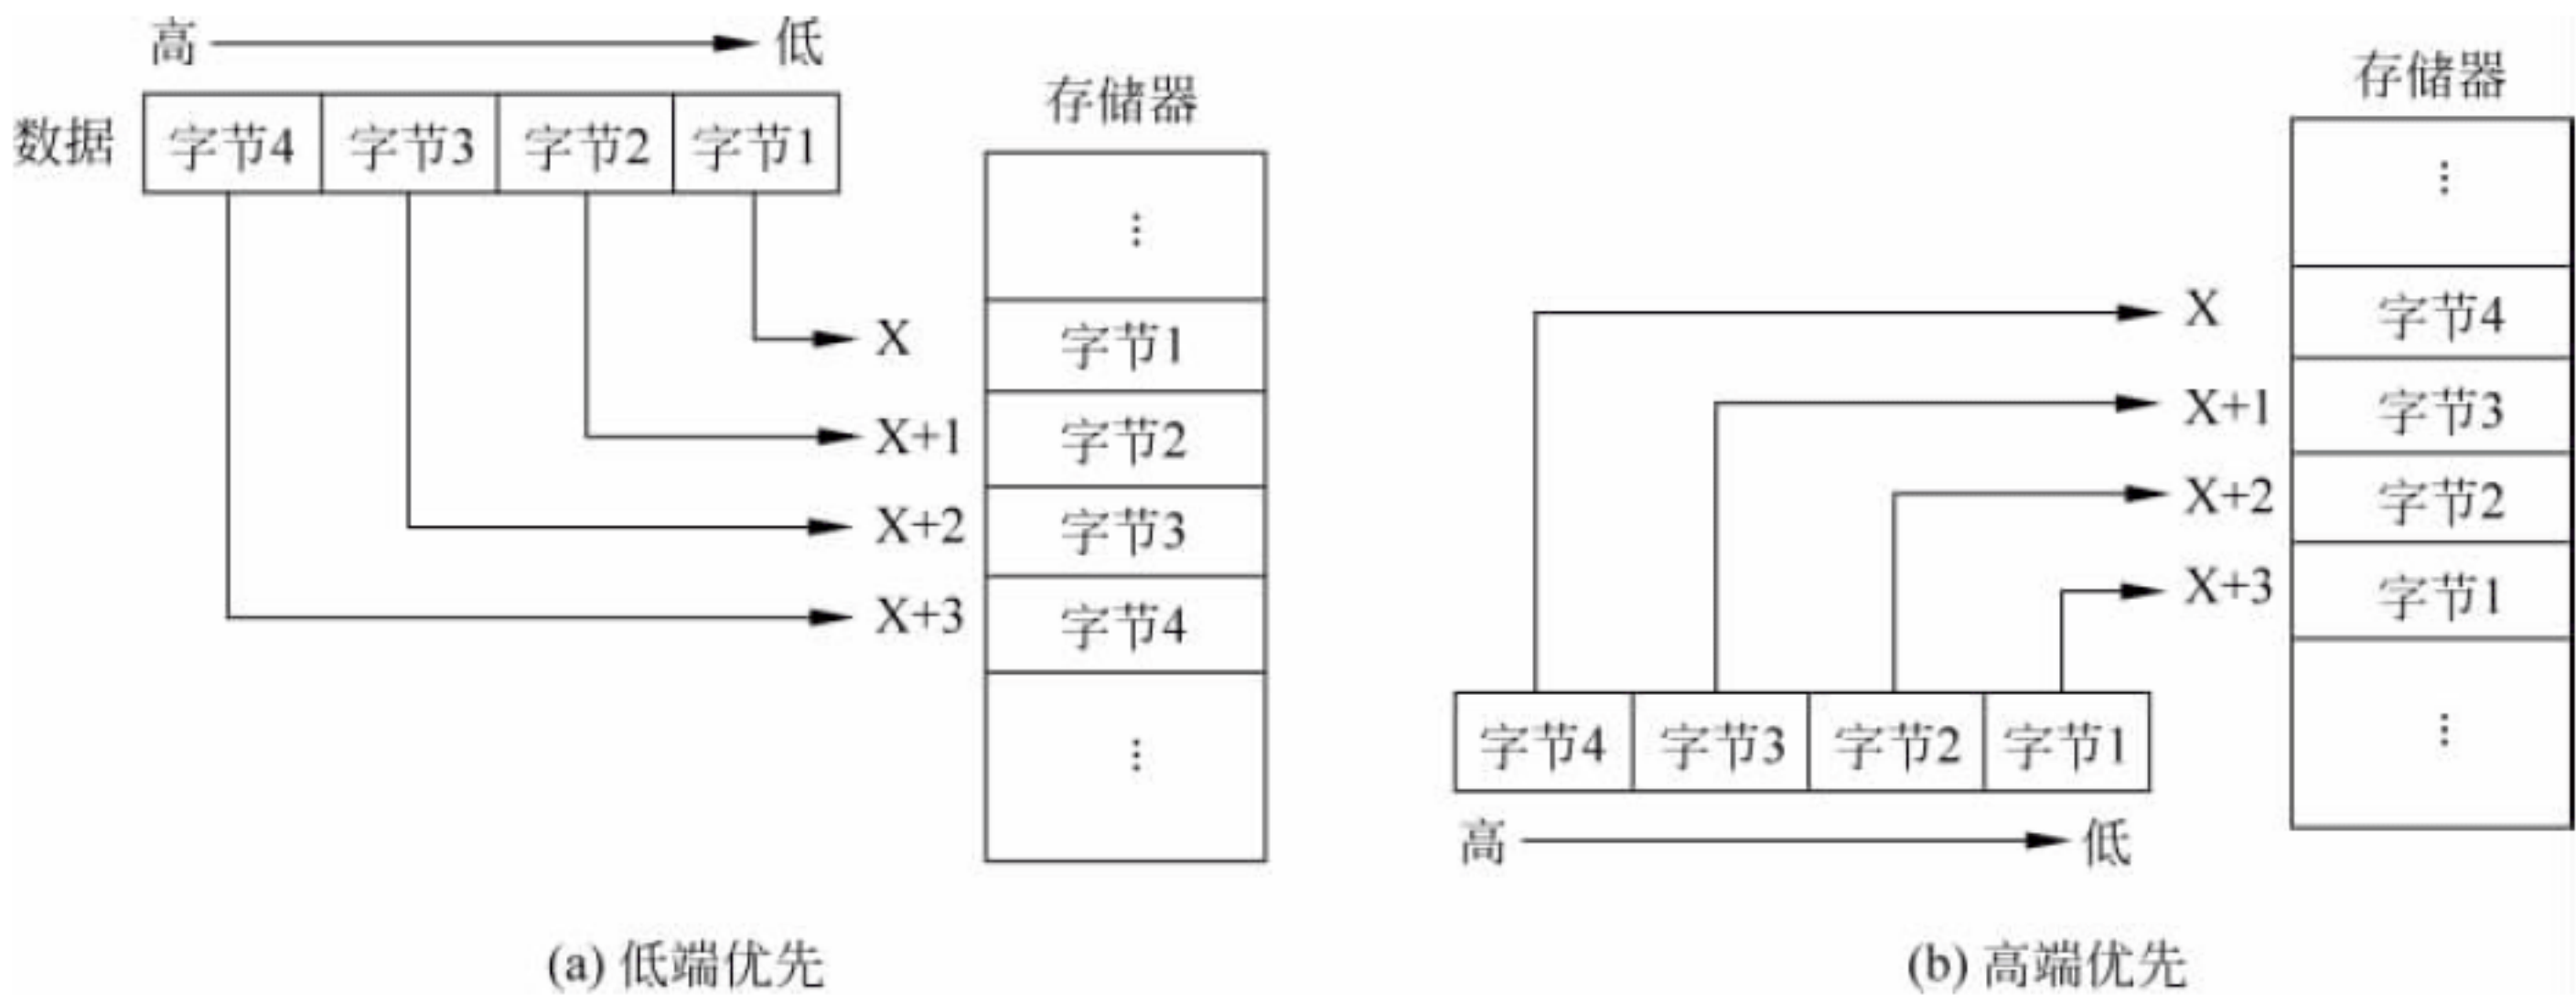 高 低
数据 字节4 字节3 字节2 字节1
存储器
⋮
X 字节1
X+1 字节2
X+2 字节3
X+3 字节4
⋮
(a) 低端优先
存储器
⋮
X 字节4
X+1 字节3
X+2 字节2
X+3 字节1
⋮
字节4 字节3 字节2 字节1
高 低
(b) 高端优先